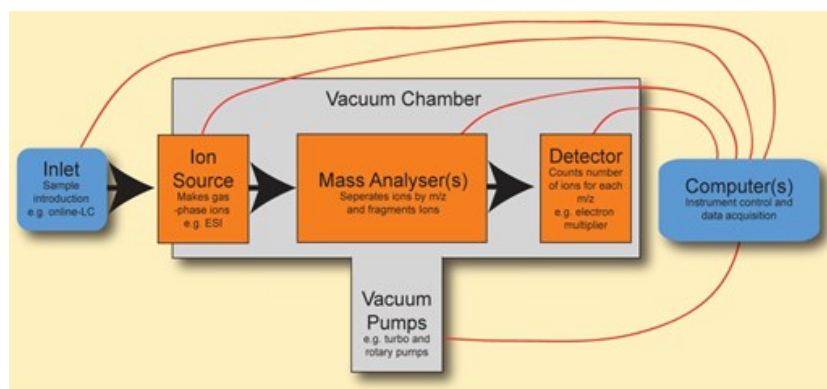 Vacuum Chamber
Inlet
Sample
introduction
e.g. online-LC
Ion
Source
Makes gas
-phase ions
e.g. ESI
Mass Analyser(s)
Seperates ions by m/z
and fragments Ions
Detector
Counts number
of ions for each
m/z
e.g. electron
multiplier
Computer(s)
Instrument control and
data acquisition
Vacuum
Pumps
e.g. turbo and
rotary pumps